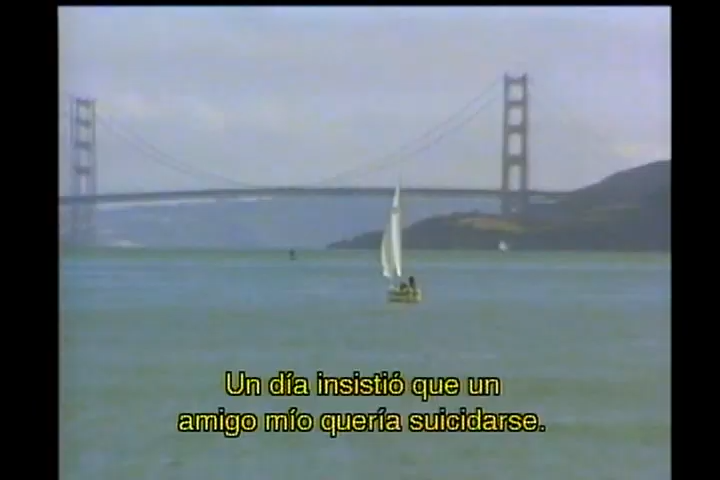 Un día insistió que un
amigo mío quería suicidarse.